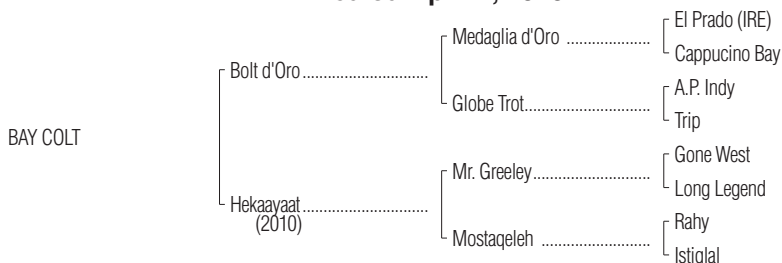 El Prado (IRE)
Medaglia d'Oro ......................
Cappucino Bay
Bolt d'Oro.................................
A.P. Indy
Globe Trot.................................
Trip
BAY COLT
Gone West
Mr. Greeley...............................
Long Legend
Hekaayaat.................................
(2010)
Rahy
Mostaqeleh .............................
Istiqlal